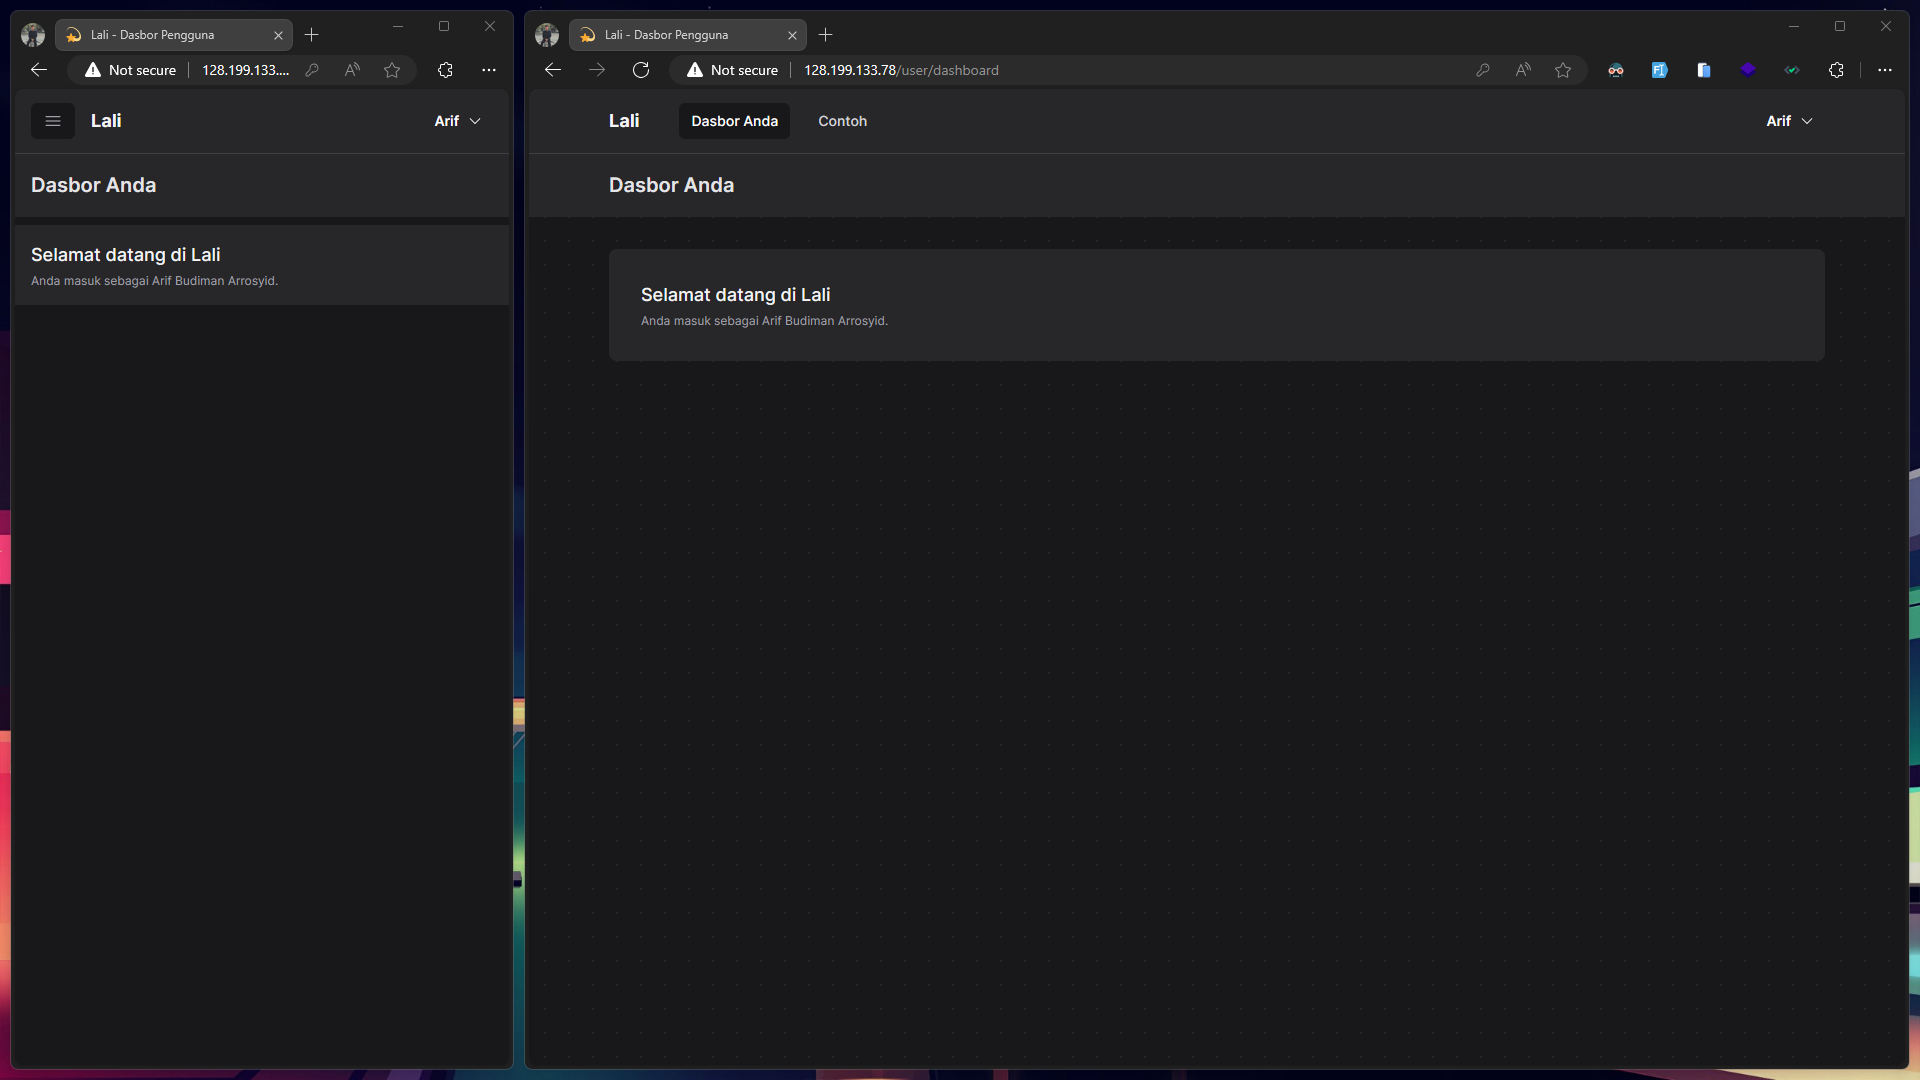 Lali - Dasbor Pengguna
Not secure
128.199.133....
Lali
Arif
Dasbor Anda
Selamat datang di Lali
Anda masuk sebagai Arif Budiman Arrosyid.
Lali - Dasbor Pengguna
Not secure
128.199.133.78/user/dashboard
Lali
Dasbor Anda
Contoh
Arif
Dasbor Anda
Selamat datang di Lali
Anda masuk sebagai Arif Budiman Arrosyid.